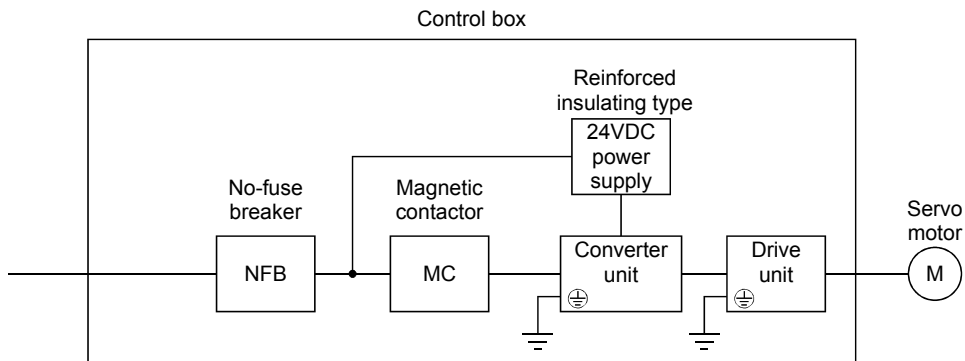 Control box
Reinforced
insulating type
24VDC
power
supply
No-fuse
breaker
Magnetic
contactor
Servo
motor
NFB
MC
Converter
unit
Drive
unit
M